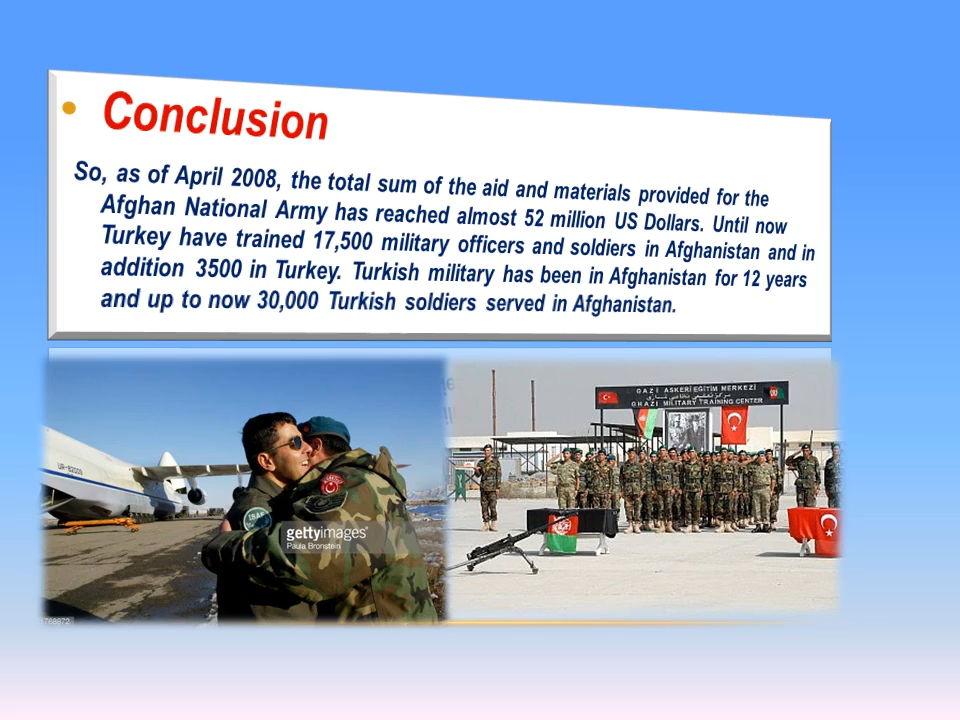 • Conclusion
So, as of April 2008, the total sum of the aid and materials provided for the
Afghan National Army has reached almost 52 million US Dollars. Until now
Turkey have trained 17,500 military officers and soldiers in Afghanistan and in
addition 3500 in Turkey. Turkish military has been in Afghanistan for 12 years
and up to now 30,000 Turkish soldiers served in Afghanistan.
UR-82009
ISAF
gettyimages®
Paula Bronstein
GAZİ ASKERİ EĞİTİM MERKEZİ
GHAZI MILITARY TRAINING CENTER